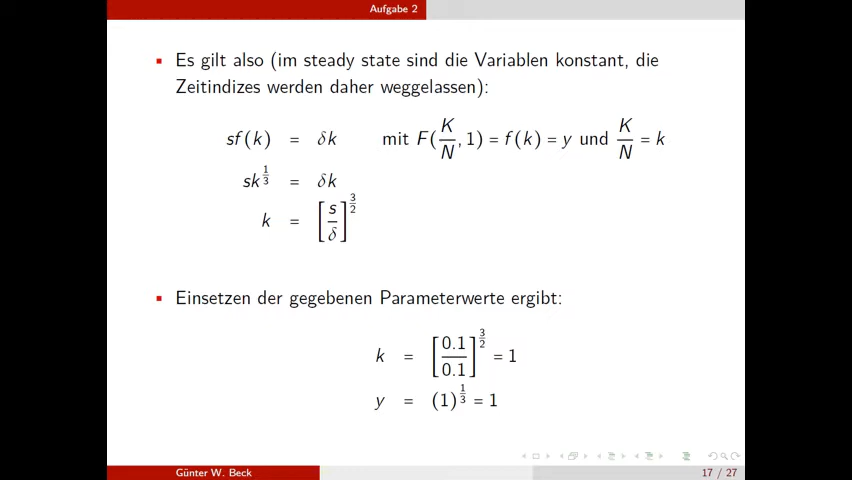 Aufgabe 2
▪ Es gilt also (im steady state sind die Variablen konstant, die
Zeitindizes werden daher weggelassen):
sf(k) = δk mit F(K/N, 1) = f(k) = y und K/N = k
sk^(1/3) = δk
k = [s/δ]^(3/2)
▪ Einsetzen der gegebenen Parameterwerte ergibt:
k = [0.1/0.1]^(3/2) = 1
y = (1)^(1/3) = 1
Günter W. Beck 17 / 27